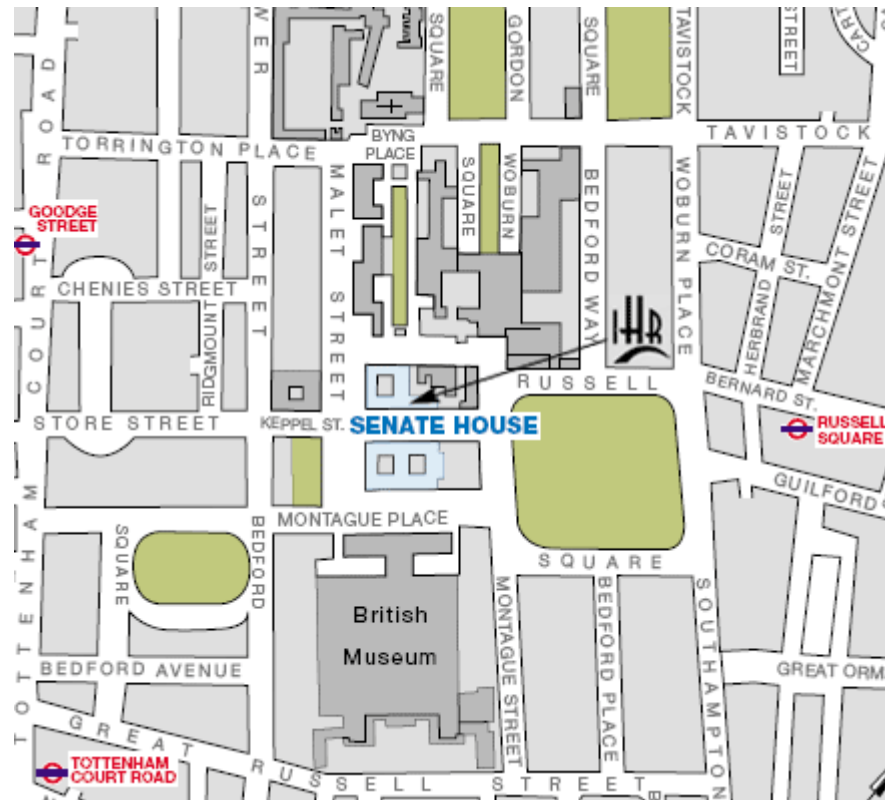 WER
SQUARE
GORDON
SQUARE
TAVISTOCK
STREET
CART
ROAD
TORRINGTON PLACE
BYNG
PLACE
TAVISTOCK
GOODGE
STREET
STREET
STREET
MALET STREET
SQUARE
WOBURN
BEDFORD WAY
WOBURN PLACE
STREET
MARCHMONT STREET
CORAM ST.
HERBRAND
CHENIES STREET
COURT
RIDGMOUNT
IHR
RUSSELL
BERNARD ST.
STORE STREET
KEPPEL ST.
SENATE HOUSE
RUSSELL
SQUARE
GUILFORD
MONTAGUE PLACE
SQUARE
BEDFORD
SQUARE
TOTTENHAM
British
Museum
MONTAGUE STREET
BEDFORD PLACE
SOUTHAMPTON
BEDFORD AVENUE
GREAT ORM
GREAT RUSSELL STREET
TOTTENHAM
COURT ROAD